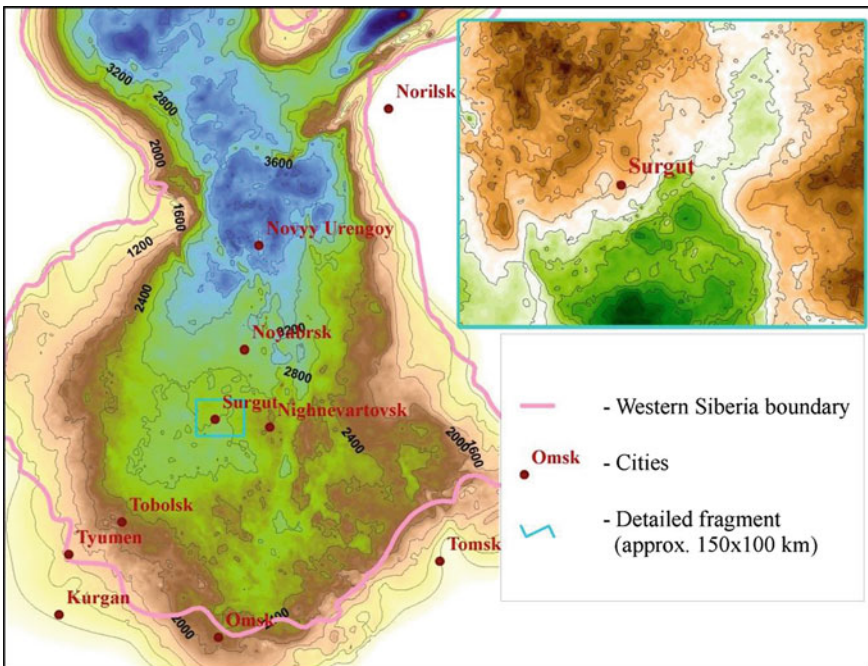 3200
2800
2000
1600
1200
2400
3600
Norilsk
Surgut
Novyy Urengoy
Noyabrsk
3200
2800
Surgut
Nighnevartovsk
2400
2000
1600
Tobolsk
Tyumen
Tomsk
Kurgan
Omsk
2000
- Western Siberia boundary
Omsk - Cities
- Detailed fragment
(approx. 150x100 km)